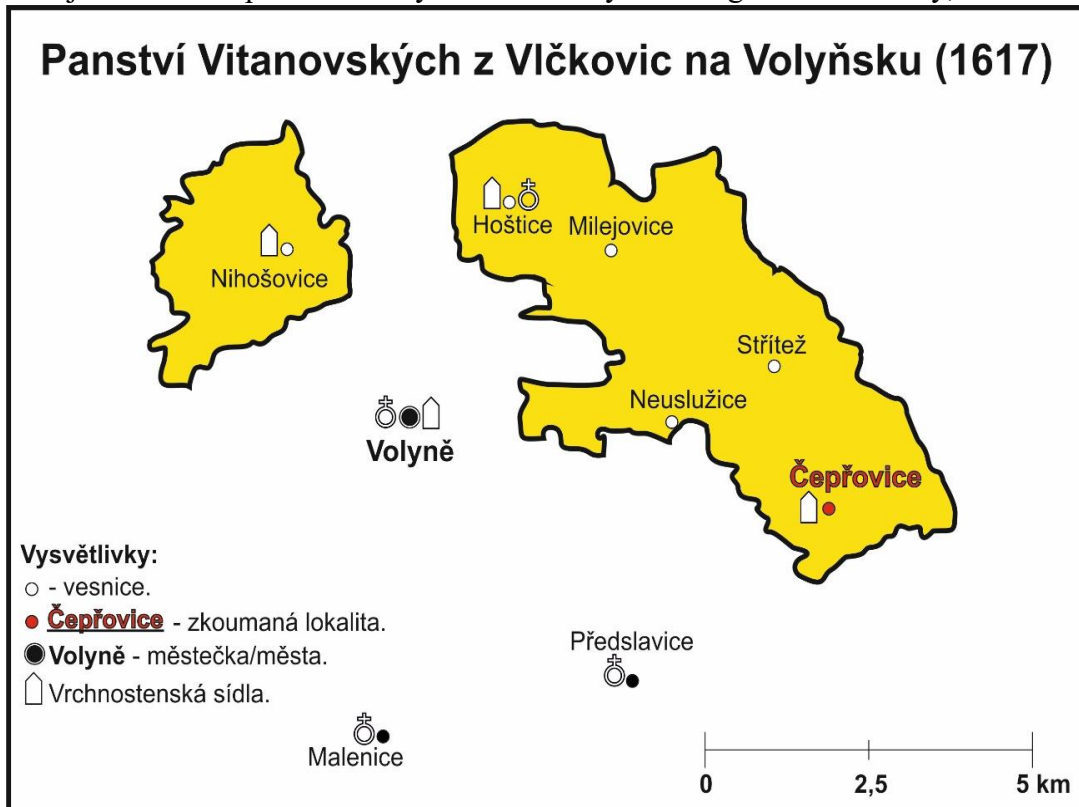 Panství Vitanovských z Vlčkovic na Volyňsku (1617)
Hoštice
Milejovice
Nihošovice
Střítež
Neuslužice
Volyně
Čepřovice
Vysvětlivky:
- vesnice.
Čepřovice - zkoumaná lokalita.
Volyně - městečka/města.
Vrchnostenská sídla.
Předslavice
Malenice
0 2,5 5 km